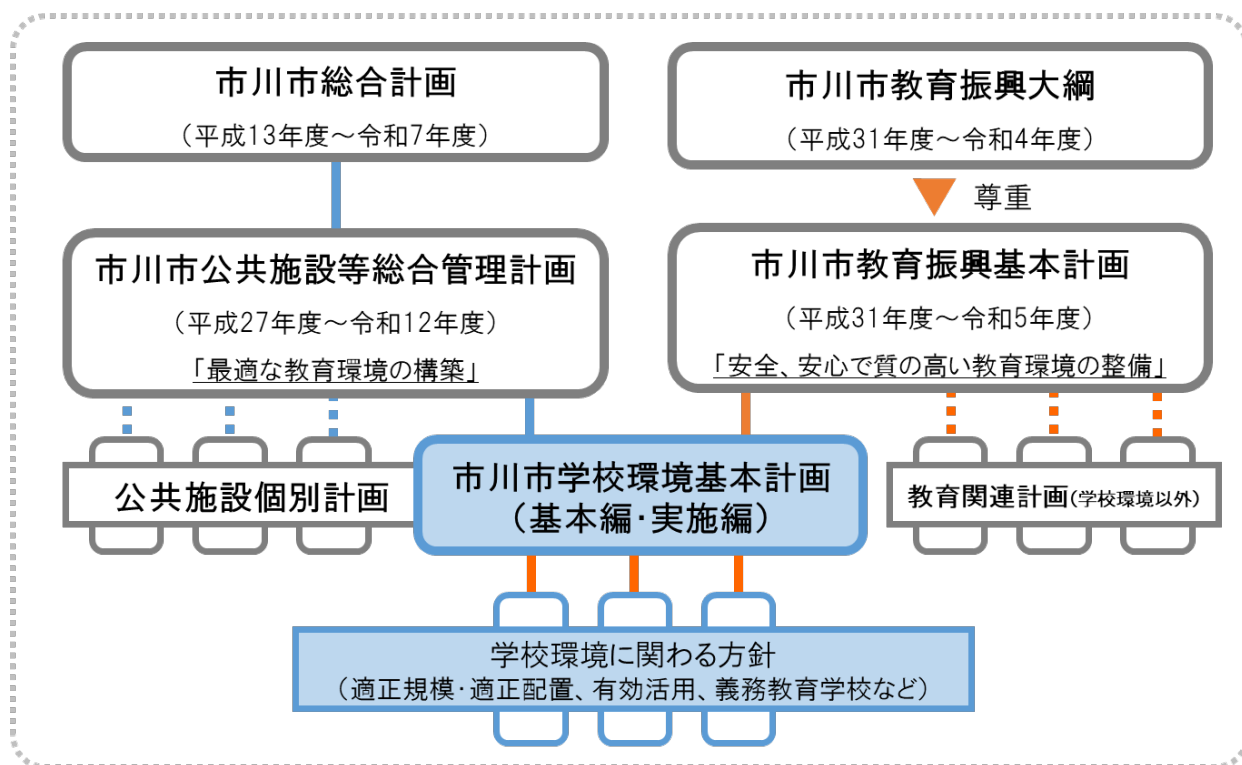 市川市総合計画
（平成13年度～令和7年度）
市川市教育振興大綱
（平成31年度～令和4年度）
尊重
市川市公共施設等総合管理計画
（平成27年度～令和12年度）
「最適な教育環境の構築」
市川市教育振興基本計画
（平成31年度～令和5年度）
「安全、安心で質の高い教育環境の整備」
公共施設個別計画
市川市学校環境基本計画
（基本編・実施編）
教育関連計画(学校環境以外)
学校環境に関わる方針
（適正規模・適正配置、有効活用、義務教育学校など）